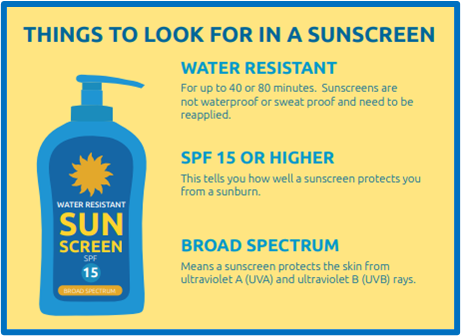 THINGS TO LOOK FOR IN A SUNSCREEN
WATER RESISTANT
For up to 40 or 80 minutes. Sunscreens are
not waterproof or sweat proof and need to be
reapplied.
SPF 15 OR HIGHER
This tells you how well a sunscreen protects you
from a sunburn.
BROAD SPECTRUM
Means a sunscreen protects the skin from
ultraviolet A (UVA) and ultraviolet B (UVB) rays.
WATER RESISTANT
SUN
SCREEN
SPF
15
BROAD SPECTRUM